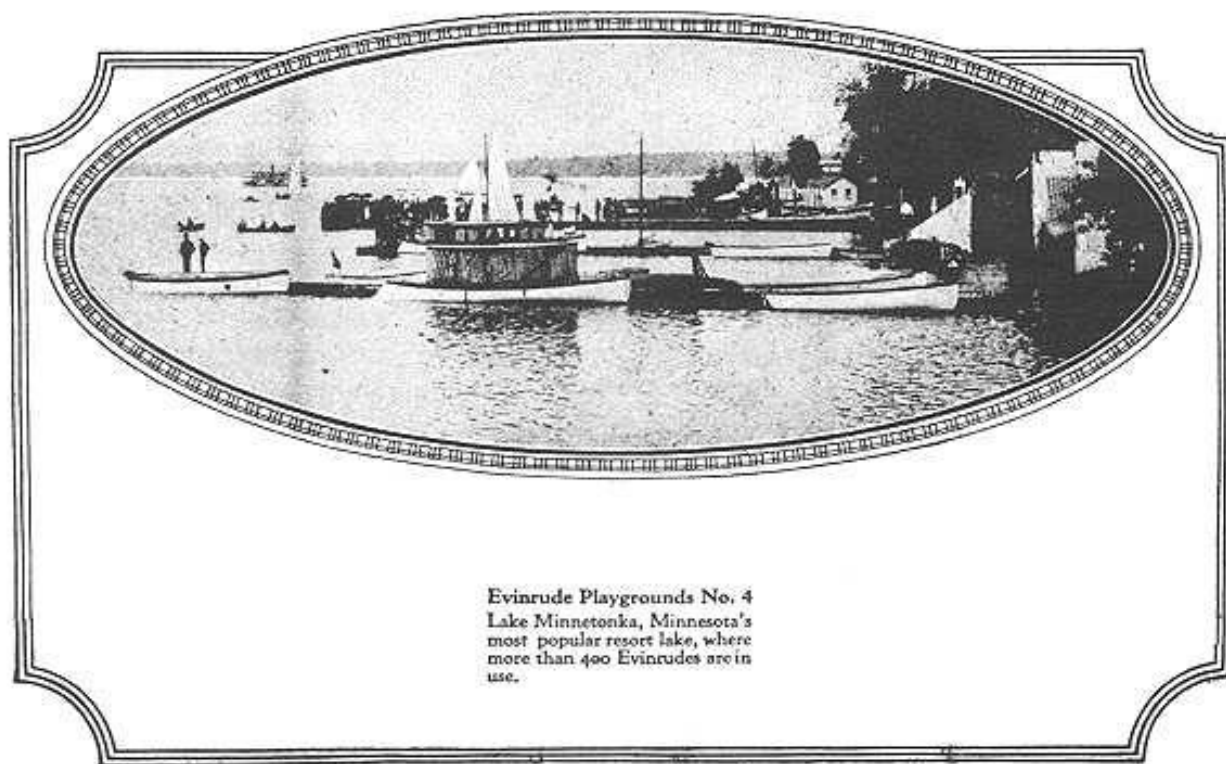 Evinrude Playgrounds No. 4
Lake Minnetonka, Minnesota's
most popular resort lake, where
more than 400 Evinrudes are in
use.